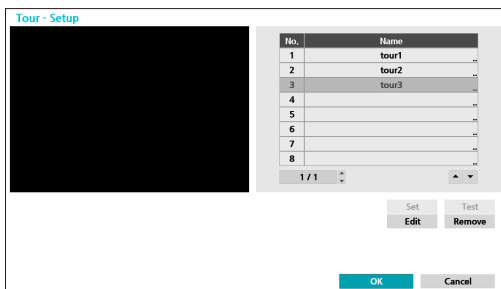 Tour - Setup
No. Name
1 tour1 ...
2 tour2 ...
3 tour3 ...
4 ...
5 ...
6 ...
7 ...
8 ...
1 / 1
Set Test
Edit Remove
OK Cancel